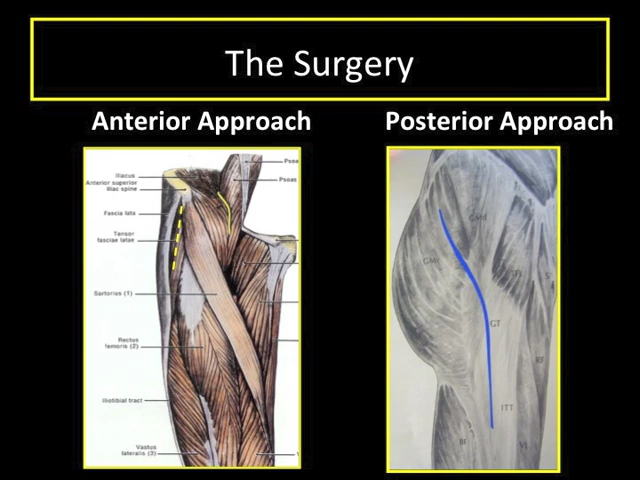 The Surgery
Anterior Approach
Posterior Approach
Psoas
Iliacus
Anterior superior
iliac spine
Psoas
Fascia lata
Tensor
fasciae latae
Sartorius (1)
Rectus
femoris (2)
Iliotibial tract
Vastus
lateralis (3)
GMd
GMx
TFL
S
GT
RF
ITT
BF
VL